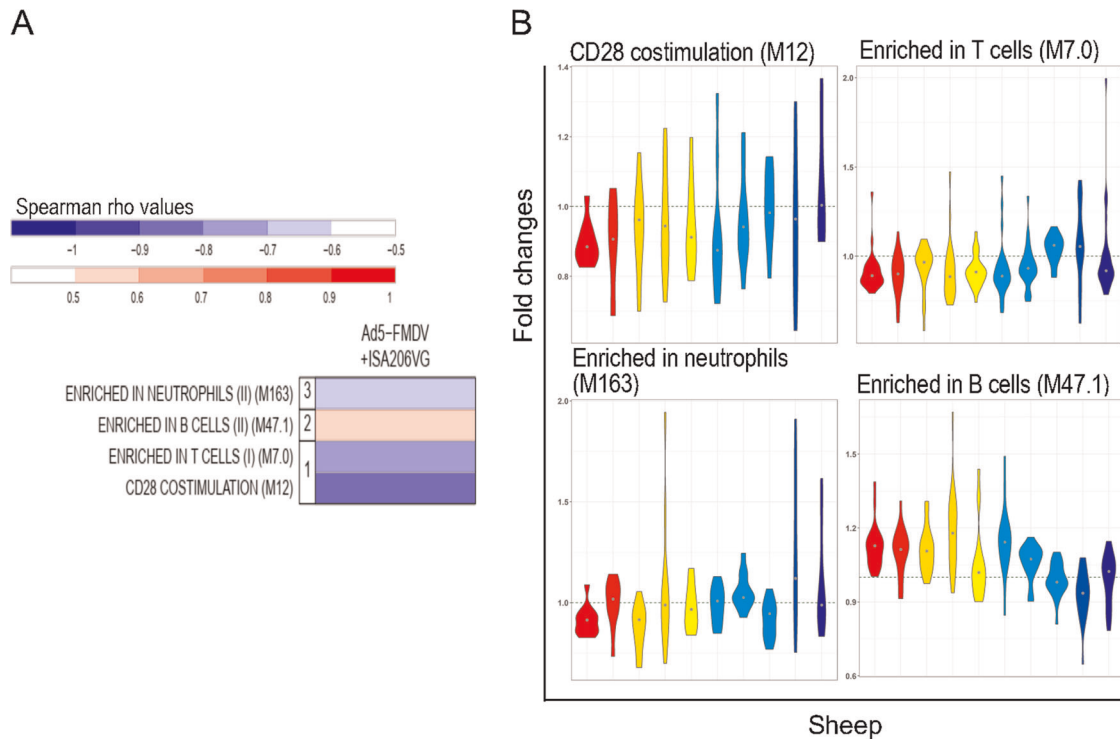 A
Spearman rho values
−1 −0.9 −0.8 −0.7 −0.6 −0.5
0.5 0.6 0.7 0.8 0.9 1
Ad5−FMDV
+ISA206VG
ENRICHED IN NEUTROPHILS (II) (M163) 3
ENRICHED IN B CELLS (II) (M47.1) 2
ENRICHED IN T CELLS (I) (M7.0) 1
CD28 COSTIMULATION (M12)
B
CD28 costimulation (M12)
1.4
1.2
1.0
0.8
Enriched in T cells (M7.0)
2.0
1.5
1.0
Fold changes
Enriched in neutrophils
(M163)
2.0
1.5
1.0
Enriched in B cells (M47.1)
1.5
1.2
0.9
0.6
Sheep